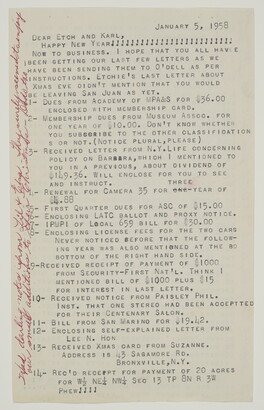 JANUARY 5, 1958
DEAR ETCH AND KARL,
HAPPY NEW YEAR!!!!!!!!!!!!!!!!!!!!!!!!!!!
NOW TO BUSINESS. I HOPE THAT YOU ALL HAVE
BEEN GETTING OUR LAST FEW LETTERS AS WE
HAVE BEEN SENDING THEM TO O'DELL AS PER
INSTRUCTIONS. ETCHIE'S LAST LETTER ABOUT
XMAS EVE DIDN'T MENTION THAT YOU WOULD
BE LEAVING SAN JUAN AS YET.
1- DUES FROM ACADEMY OF MPA&S FOR $36.00
ENCLOSED WITH MEMBERSHIP CARD.
2- MEMBERSHIP DUES FROM MUSEUM ASSOC. FOR
ONE YEAR OF $10.00. DON'T KNOW WHETHER
YOU SUBSCRIBE TO THE OTHER CLASSIFICATION
S OR NOT. (NOTICE PLURAL, PLEASE)
3- RECEIVED LETTER FROM N.Y. LIFE CONCERNING
POLICY ON BARBARA, WHICH I MENTIONED TO
YOU IN A PREVIOUS, ABOUT DIVIDEND OF
$149.36. WILL ENCLOSE FOR YOU TO SEE
AND INSTRUCT. THREE
4- RENEWAL FOR CAMERA 35 FOR ONE YEAR OF
.88
5- FIRST QUARTER DUES FOR ASC OF $15.00
6- ENCLOSING LATC BALLOT AND PROXY NOTICE.
7- IPMPI OF LOCAL 659 BILL FOR $30.00.
8- ENCLOSING LICENSE FEES FOR THE TWO CARS
NEVER NOTICED BEFORE THAT THE FOLLOW-
ING YEAR WAS ALSO MENTIONED AT THE BO
BOTTOM OF THE RIGHT HAND SIDE.
9- RECEIVED RECEIPT OF PAYMENT OF $1000
FROM SECURITY-FIRST NAT'L. THINK I
MENTIONED BILL OF $1000 PLUS $15
FOR INTEREST IN LAST LETTER.
10- RECEIVED NOTICE FROM PAISLEY PHIL.
INST. THAT ONE STEREO HAD BEEN ACCEPTED
FOR THEIR CENTENARY SALON.
11- BILL FROM SAN MARINO FOR $19.42.
12- ENCLOSING SELF-EXPLAINED LETTER FROM
LEE N. HON
13- RECEIVED XMAS CARD FROM SUZANNE.
ADDRESS IS 43 SAGAMORE RD.
BRONXVILLE, N.Y.
14- REC'D RECEIPT FOR PAYMENT OF 20 ACRES
FOR W½ NE¼ NW¼ SEC 13 TP 8N R 3W
PHEW!!!!